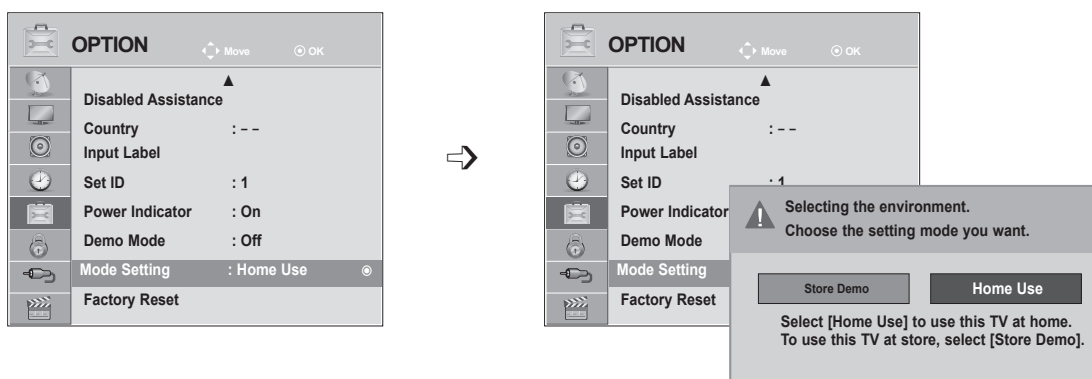 OPTION Move OK
Disabled Assistance
Country : – –
Input Label
Set ID : 1
Power Indicator : On
Demo Mode : Off
Mode Setting : Home Use
Factory Reset
OPTION Move OK
Disabled Assistance
Country : – –
Input Label
Set ID : 1
Power Indicator
Demo Mode
Mode Setting
Factory Reset
Selecting the environment.
Choose the setting mode you want.
Store Demo Home Use
Select [Home Use] to use this TV at home.
To use this TV at store, select [Store Demo].